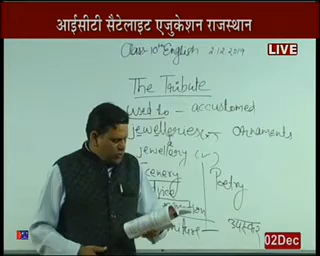 आईसीटी सैटेलाइट एजुकेशन राजस्थान
LIVE
Class-10th English 2.12.2019
The Tribute
used to - accustomed
jewelleries(×) ornaments
jewellery (✓)
Scenery
Poetry
02Dec